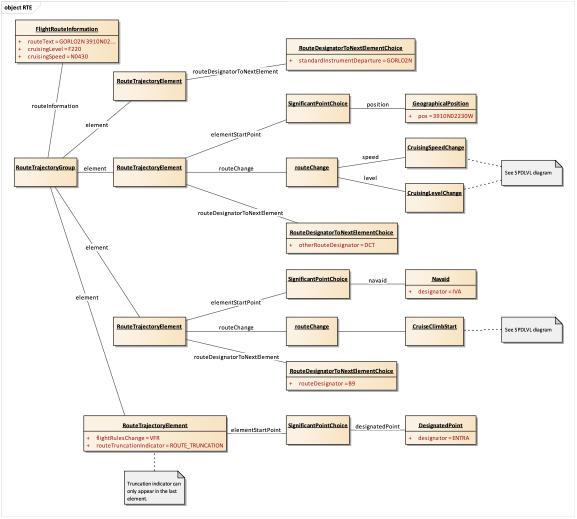 object RTE
FlightRouteInformation
+ routeText = GORLO2N 3910N02...
+ cruisingLevel = F220
+ cruisingSpeed = N0430
RouteDesignatorToNextElementChoice
+ standardInstrumentDeparture = GORLO2N
routeDesignatorToNextElement
RouteTrajectoryElement
routeInformation
element
SignificantPointChoice
position
GeographicalPosition
+ pos = 3910N02230W
elementStartPoint
RouteTrajectoryGroup
element
RouteTrajectoryElement
routeChange
routeChange
speed
CruisingSpeedChange
level
CruisingLevelChange
See SPDLVL diagram
routeDesignatorToNextElement
RouteDesignatorToNextElementChoice
+ otherRouteDesignator = DCT
element
SignificantPointChoice
navaid
Navaid
+ designator = IVA
elementStartPoint
element
RouteTrajectoryElement
routeChange
routeChange
CruiseClimbStart
See SPDLVL diagram
routeDesignatorToNextElement
RouteDesignatorToNextElementChoice
+ routeDesignator = B9
RouteTrajectoryElement
+ flightRulesChange = VFR
+ routeTruncationIndicator = ROUTE_TRUNCATION
elementStartPoint
SignificantPointChoice
designatedPoint
DesignatedPoint
+ designator = ENTRA
Truncation indicator can
only appear in the last
element.